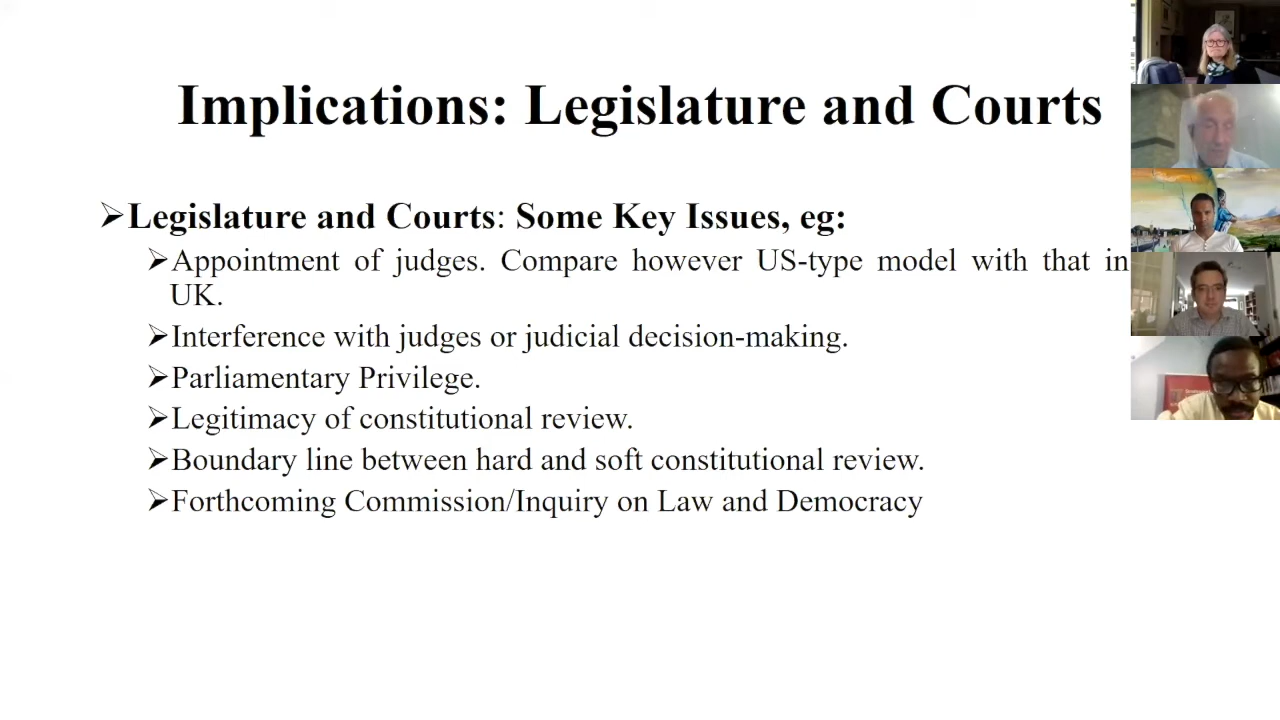 Implications: Legislature and Courts
➢Legislature and Courts: Some Key Issues, eg:
➢Appointment of judges. Compare however US-type model with that in
UK.
➢Interference with judges or judicial decision-making.
➢Parliamentary Privilege.
➢Legitimacy of constitutional review.
➢Boundary line between hard and soft constitutional review.
➢Forthcoming Commission/Inquiry on Law and Democracy